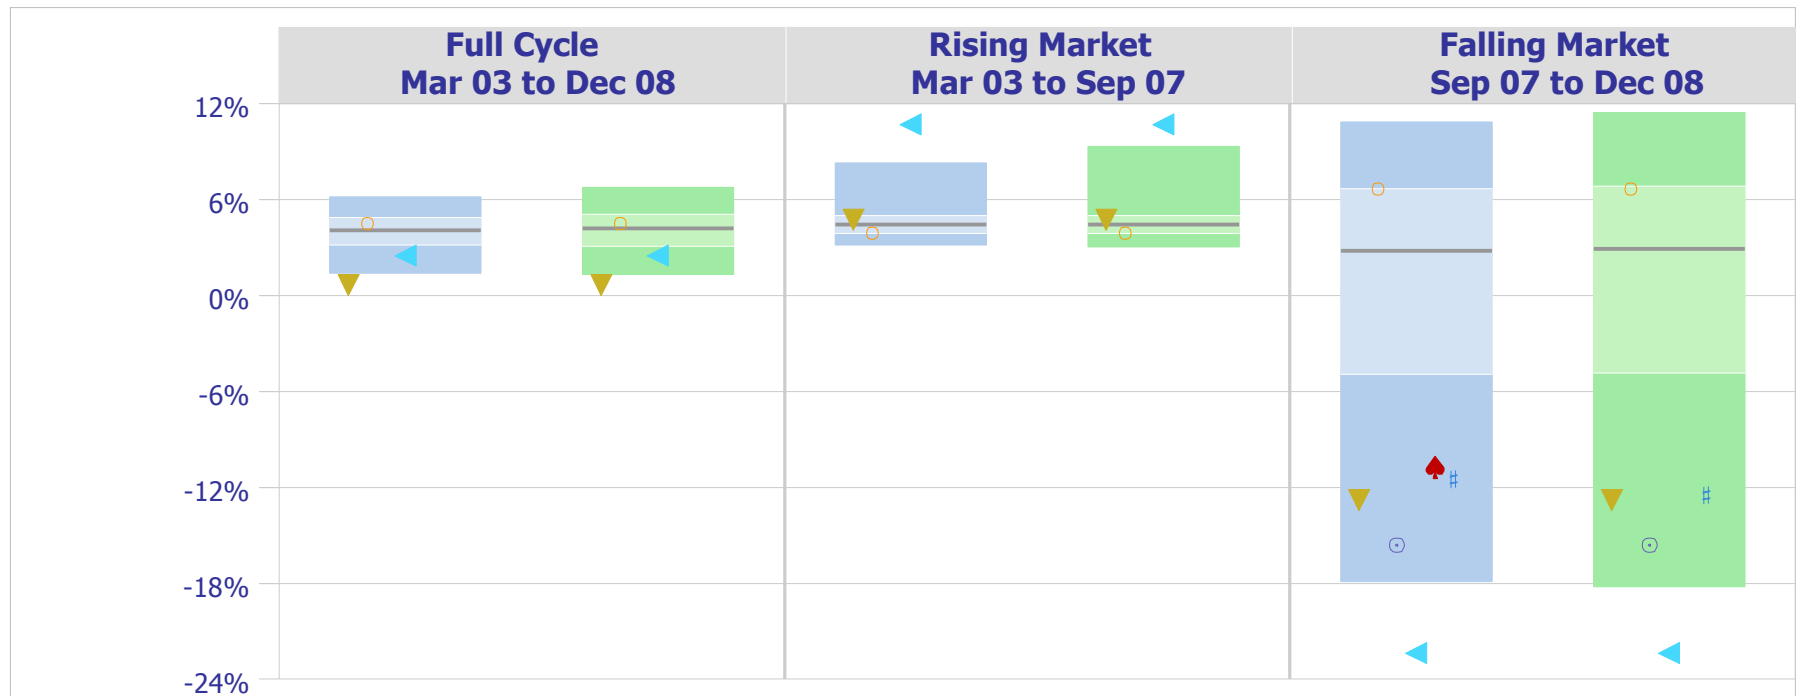 Full Cycle
Mar 03 to Dec 08
Rising Market
Mar 03 to Sep 07
Falling Market
Sep 07 to Dec 08
12%
6%
0%
-6%
-12%
-18%
-24%